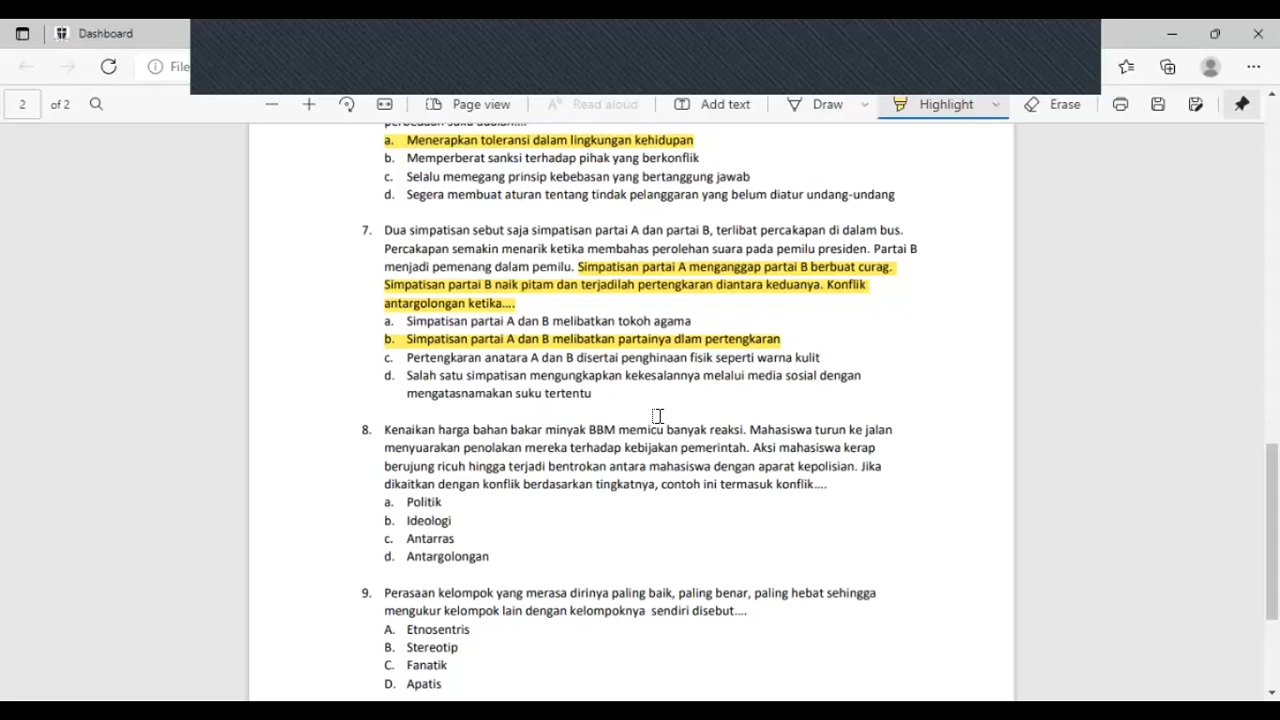 Dashboard
File
2 of 2
Page view
Read aloud
Add text
Draw
Highlight
Erase
perbedaan suku adalah....
a. Menerapkan toleransi dalam lingkungan kehidupan
b. Memperberat sanksi terhadap pihak yang berkonflik
c. Selalu memegang prinsip kebebasan yang bertanggung jawab
d. Segera membuat aturan tentang tindak pelanggaran yang belum diatur undang-undang
7. Dua simpatisan sebut saja simpatisan partai A dan partai B, terlibat percakapan di dalam bus.
Percakapan semakin menarik ketika membahas perolehan suara pada pemilu presiden. Partai B
menjadi pemenang dalam pemilu. Simpatisan partai A menganggap partai B berbuat curag.
Simpatisan partai B naik pitam dan terjadilah pertengkaran diantara keduanya. Konflik
antargolongan ketika....
a. Simpatisan partai A dan B melibatkan tokoh agama
b. Simpatisan partai A dan B melibatkan partainya dlam pertengkaran
c. Pertengkaran anatara A dan B disertai penghinaan fisik seperti warna kulit
d. Salah satu simpatisan mengungkapkan kekesalannya melalui media sosial dengan
mengatasnamakan suku tertentu
8. Kenaikan harga bahan bakar minyak BBM memicu banyak reaksi. Mahasiswa turun ke jalan
menyuarakan penolakan mereka terhadap kebijakan pemerintah. Aksi mahasiswa kerap
berujung ricuh hingga terjadi bentrokan antara mahasiswa dengan aparat kepolisian. Jika
dikaitkan dengan konflik berdasarkan tingkatnya, contoh ini termasuk konflik....
a. Politik
b. Ideologi
c. Antarras
d. Antargolongan
9. Perasaan kelompok yang merasa dirinya paling baik, paling benar, paling hebat sehingga
mengukur kelompok lain dengan kelompoknya sendiri disebut....
A. Etnosentris
B. Stereotip
C. Fanatik
D. Apatis